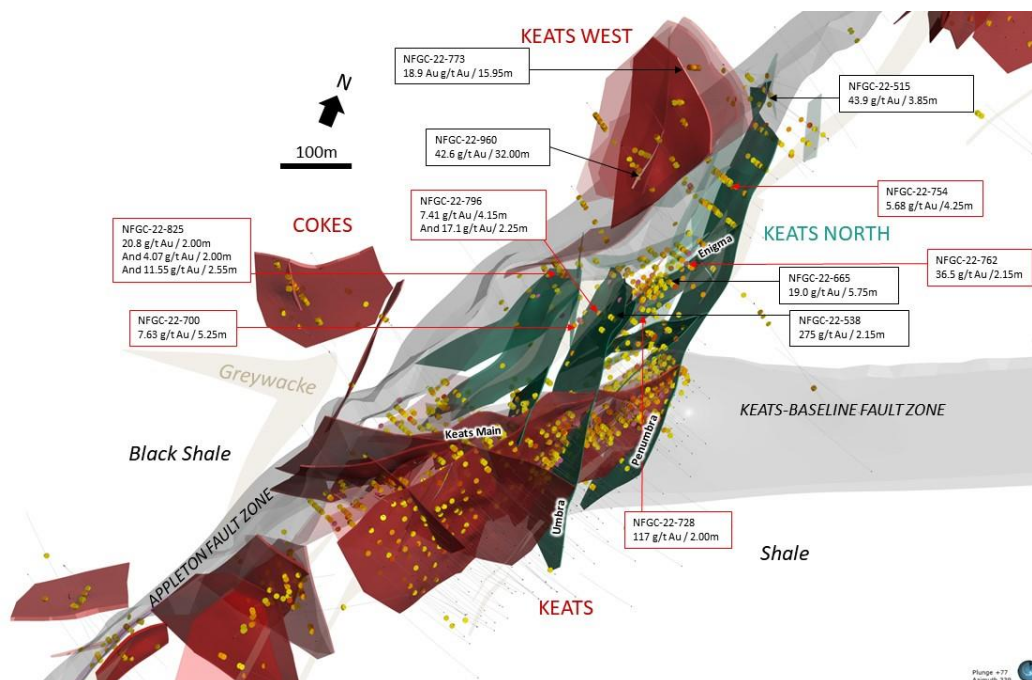 KEATS WEST
NFGC-22-773
18.9 Au g/t Au / 15.95m
N
NFGC-22-515
43.9 g/t Au / 3.85m
100m
NFGC-22-960
42.6 g/t Au / 32.00m
NFGC-22-796
7.41 g/t Au / 4.15m
And 17.1 g/t Au / 2.25m
NFGC-22-754
5.68 g/t Au /4.25m
COKES
NFGC-22-825
20.8 g/t Au / 2.00m
And 4.07 g/t Au / 2.00m
And 11.55 g/t Au / 2.55m
KEATS NORTH
Enigma
NFGC-22-762
36.5 g/t Au /2.15m
NFGC-22-665
19.0 g/t Au / 5.75m
NFGC-22-700
7.63 g/t Au / 5.25m
NFGC-22-538
275 g/t Au / 2.15m
Greywacke
KEATS-BASELINE FAULT ZONE
Keats Main
Black Shale
Penumbra
Umbra
NFGC-22-728
117 g/t Au / 2.00m
Shale
APPLETON FAULT ZONE
KEATS
Plunge +77
Azimuth 339